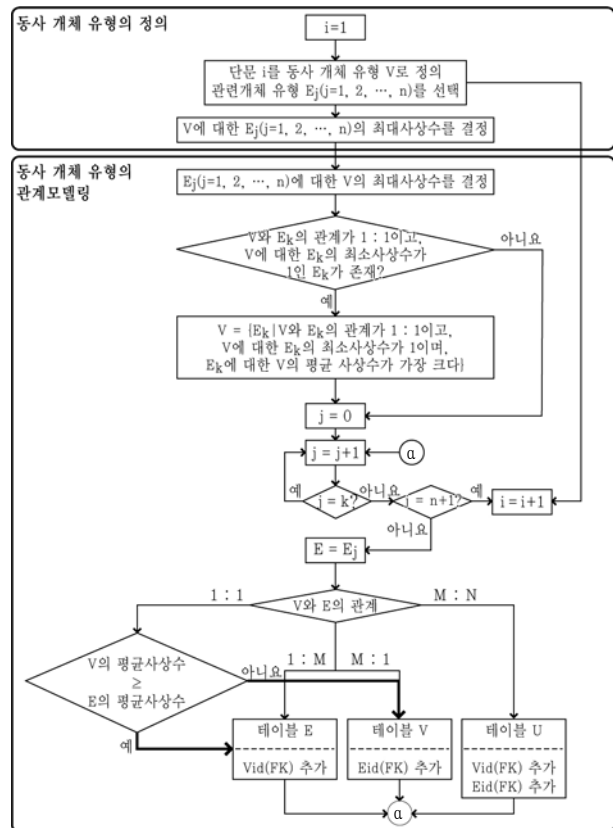 동사 개체 유형의 정의
i=1
단문 i를 동사 개체 유형 V로 정의
관련개체 유형 Ej(j=1, 2, …, n)를 선택
V에 대한 Ej(j=1, 2, …, n)의 최대사상수를 결정
동사 개체 유형의
관계모델링
Ej(j=1, 2, …, n)에 대한 V의 최대사상수를 결정
V와 Ek의 관계가 1 : 1이고,
V에 대한 Ek의 최소사상수가
1인 Ek가 존재?
아니요
예
V = {Ek|V와 Ek의 관계가 1 : 1이고,
V에 대한 Ek의 최소사상수가 1이며,
Ek에 대한 V의 평균 사상수가 가장 크다}
j = 0
j = j+1
α
예
j = k?
아니요
j = n+1?
예
i = i+1
아니요
E = Ej
1 : 1
V와 E의 관계
M : N
V의 평균사상수
≥
E의 평균사상수
아니요
1 : M
M : 1
예
테이블 E
Vid(FK) 추가
테이블 V
Eid(FK) 추가
테이블 U
Vid(FK) 추가
Eid(FK) 추가
α